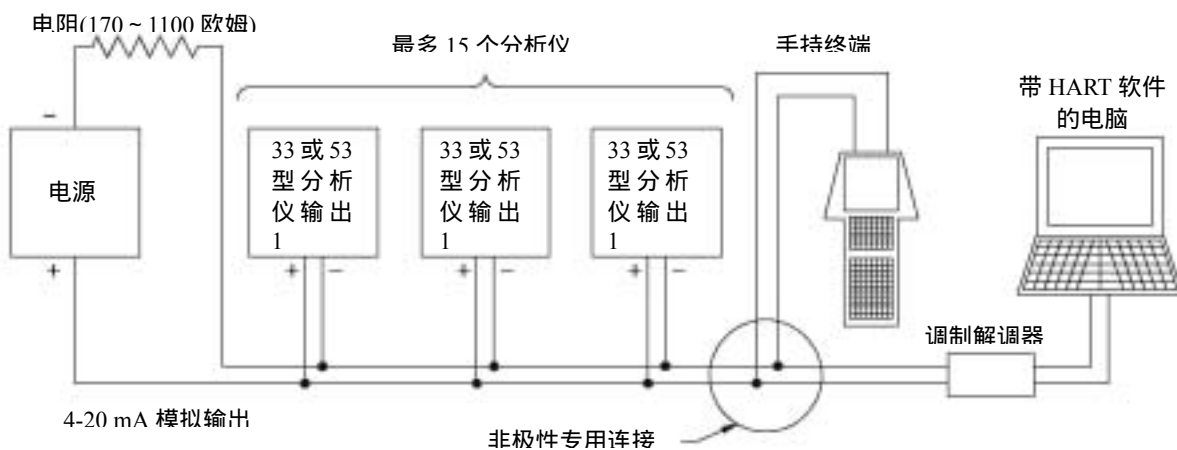 电阻(170 ~ 1100 欧姆)
最多 15 个分析仪
手持终端
带 HART 软件
的电脑
−
电源
+
33 或 53
型 分 析
仪 输 出
1
+ −
33 或 53
型 分 析
仪 输 出
1
+ −
33 或 53
型 分 析
仪 输 出
1
+ −
调制解调器
4-20 mA 模拟输出
非极性专用连接